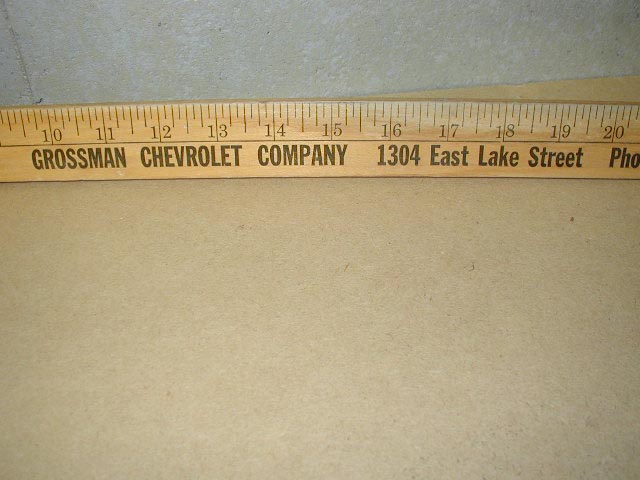 10 11 12 13 14 15 16 17 18 19 20
GROSSMAN CHEVROLET COMPANY 1304 East Lake Street Pho